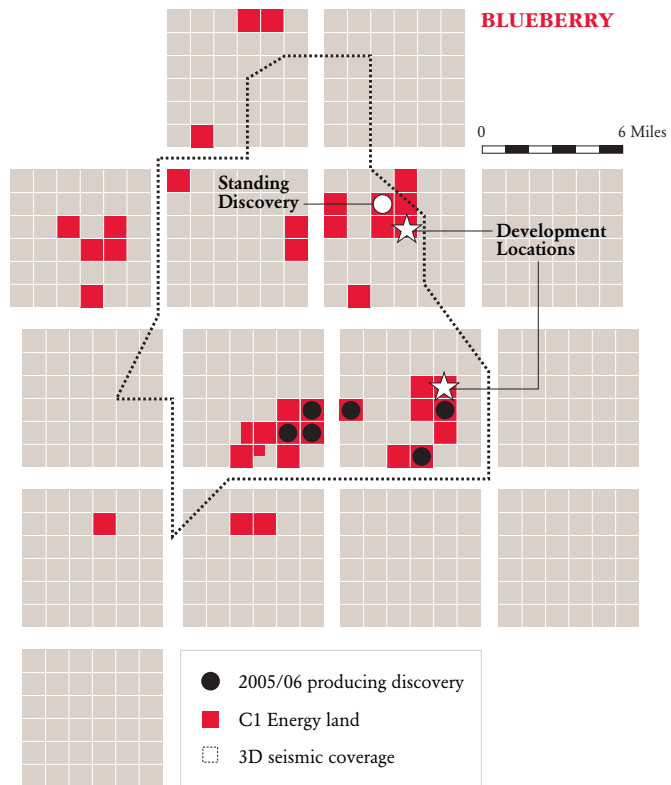 BLUEBERRY
0 6 Miles
Standing
Discovery
Development
Locations
2005/06 producing discovery
C1 Energy land
3D seismic coverage